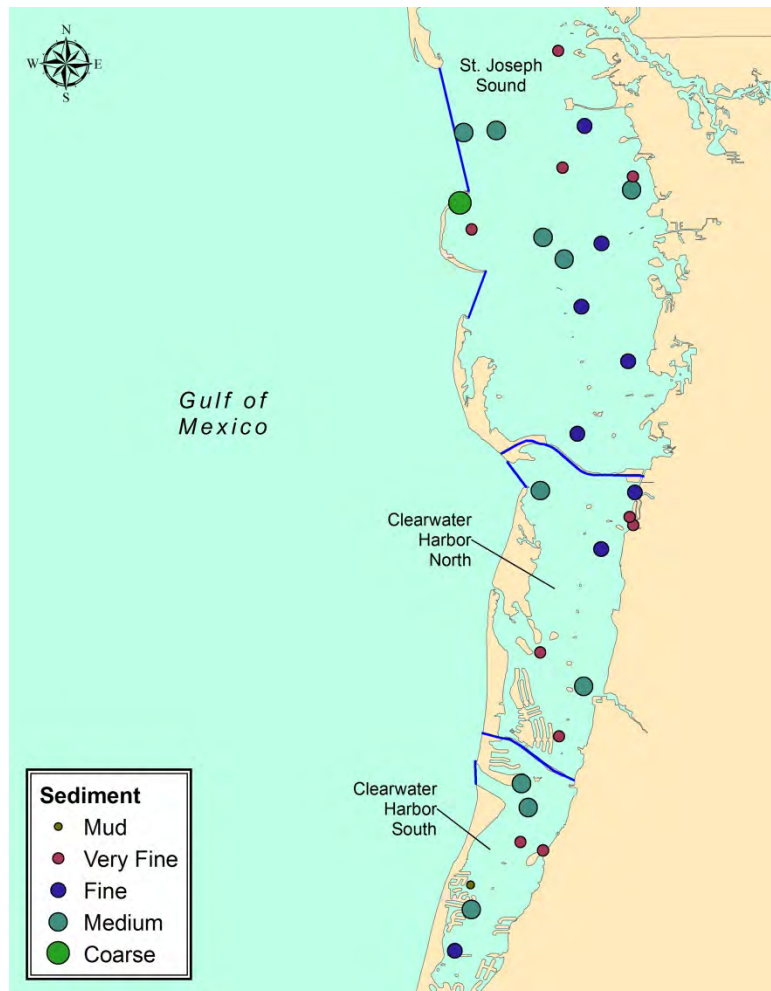 N
W E
S
St. Joseph
Sound
Gulf of
Mexico
Clearwater
Harbor
North
Clearwater
Harbor
South
Sediment
Mud
Very Fine
Fine
Medium
Coarse